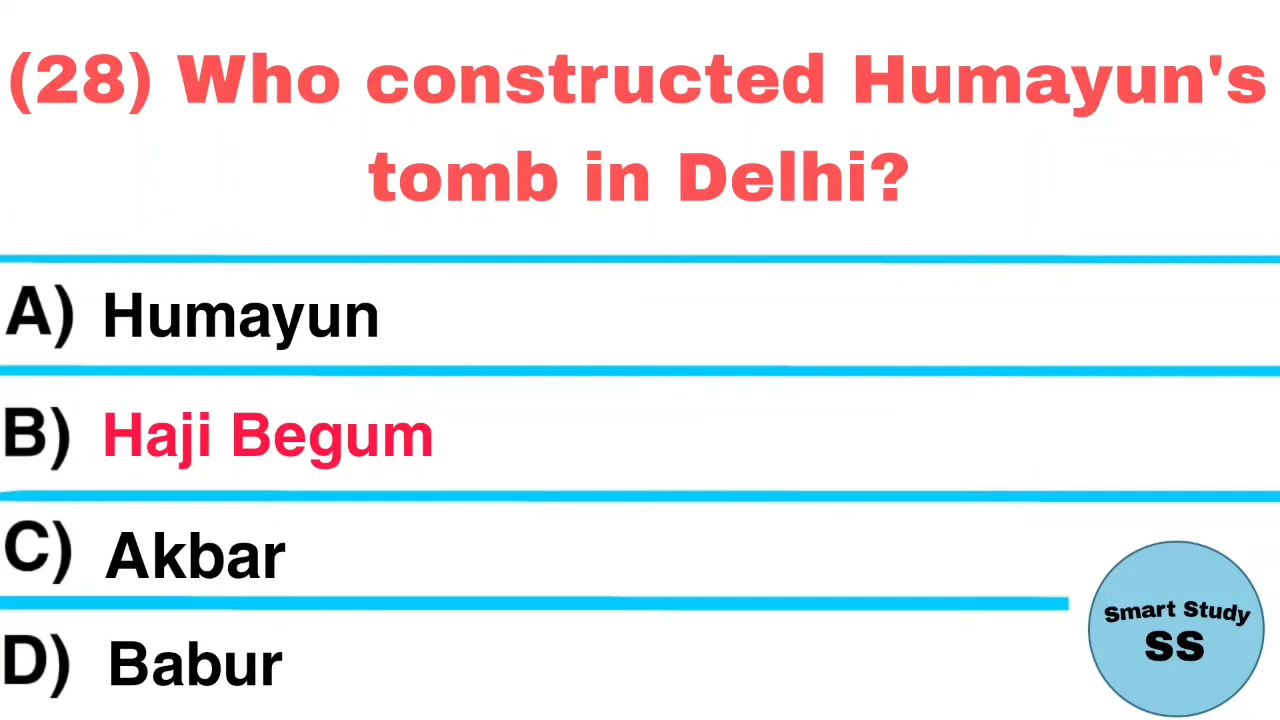 (28) Who constructed Humayun's
tomb in Delhi?
A) Humayun
B) Haji Begum
C) Akbar
D) Babur
Smart Study
SS